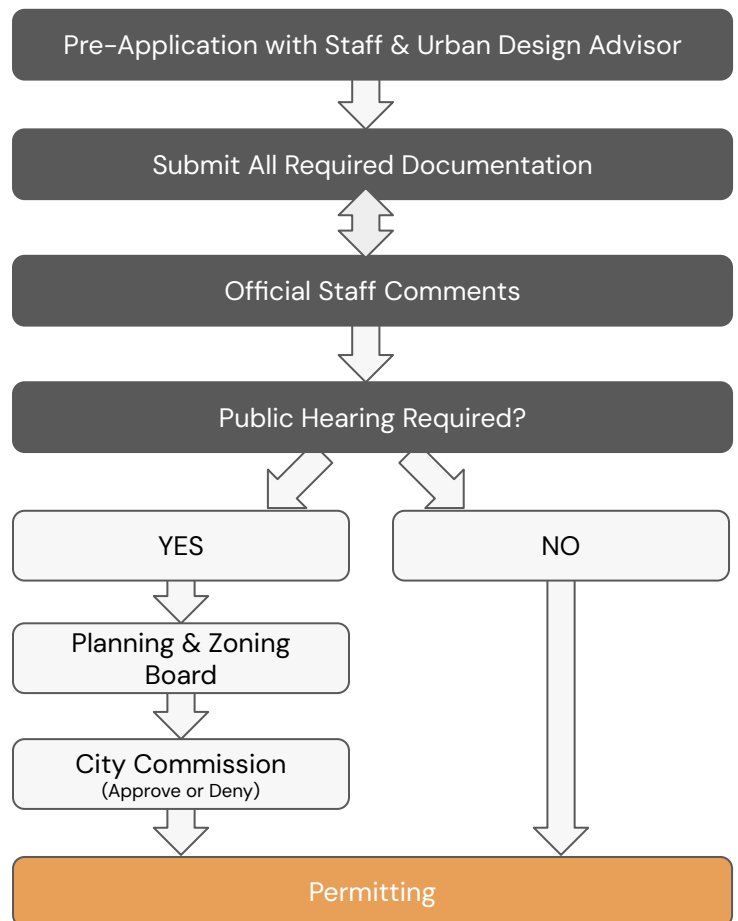 Pre-Application with Staff & Urban Design Advisor
Submit All Required Documentation
Official Staff Comments
Public Hearing Required?
YES
NO
Planning & Zoning
Board
City Commission
(Approve or Deny)
Permitting